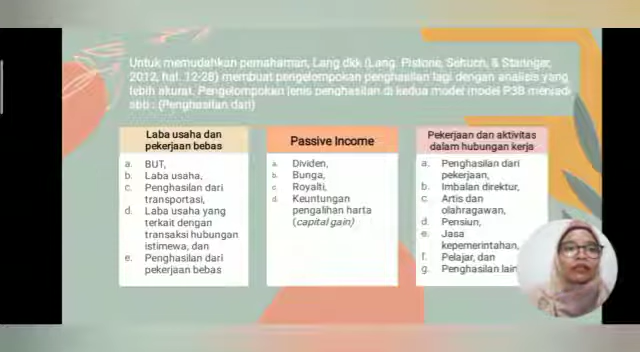 Untuk memudahkan pemahaman, Lang dkk (Lang, Pistone, Schuch, & Staringer,
2012, hal. 12-28) membuat pengelompokan penghasilan lagi dengan analisis yang
lebih akurat. Pengelompokan jenis penghasilan di kedua model model P3B menjadi
sbb : (Penghasilan dari)
Laba usaha dan
pekerjaan bebas
a. BUT,
b. Laba usaha,
c. Penghasilan dari
transportasi,
d. Laba usaha yang
terkait dengan
transaksi hubungan
istimewa, dan
e. Penghasilan dari
pekerjaan bebas
Passive Income
a. Dividen,
b. Bunga,
c. Royalti,
d. Keuntungan
pengalihan harta
(capital gain)
Pekerjaan dan aktivitas
dalam hubungan kerja
a. Penghasilan dari
pekerjaan,
b. Imbalan direktur,
c. Artis dan
olahragawan,
d. Pensiun,
e. Jasa
kepemerintahan,
f. Pelajar, dan
g. Penghasilan lain